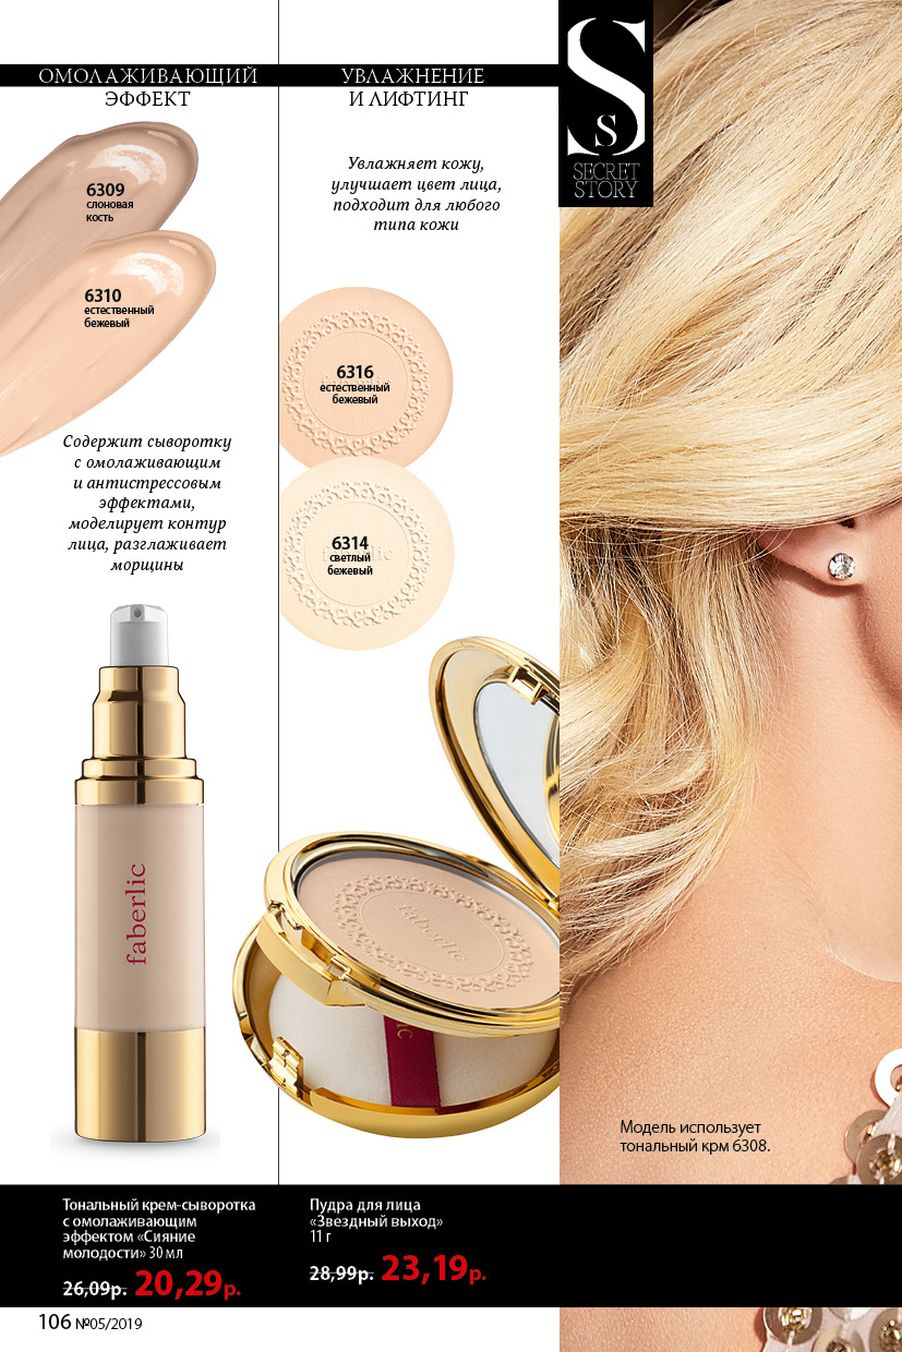 ОМОЛАЖИВАЮЩИЙ
ЭФФЕКТ
6309
слоновая
кость
6310
естественный
бежевый
Содержит сыворотку
с омолаживающим
и антистрессовым
эффектами,
моделирует контур
лица, разглаживает
морщины
faberlic
УВЛАЖНЕНИЕ
И ЛИФТИНГ
Увлажняет кожу,
улучшает цвет лица,
подходит для любого
типа кожи
6316
естественный
бежевый
6314
светлый
бежевый
faberlic
S
S
SECRET
STORY
Модель использует
тональный крм 6308.
Тональный крем-сыворотка
с омолаживающим
эффектом «Сияние
молодости» 30 мл
26,09р. 20,29р.
Пудра для лица
«Звездный выход»
11 г
28,99р. 23,19р.
106 №05/2019